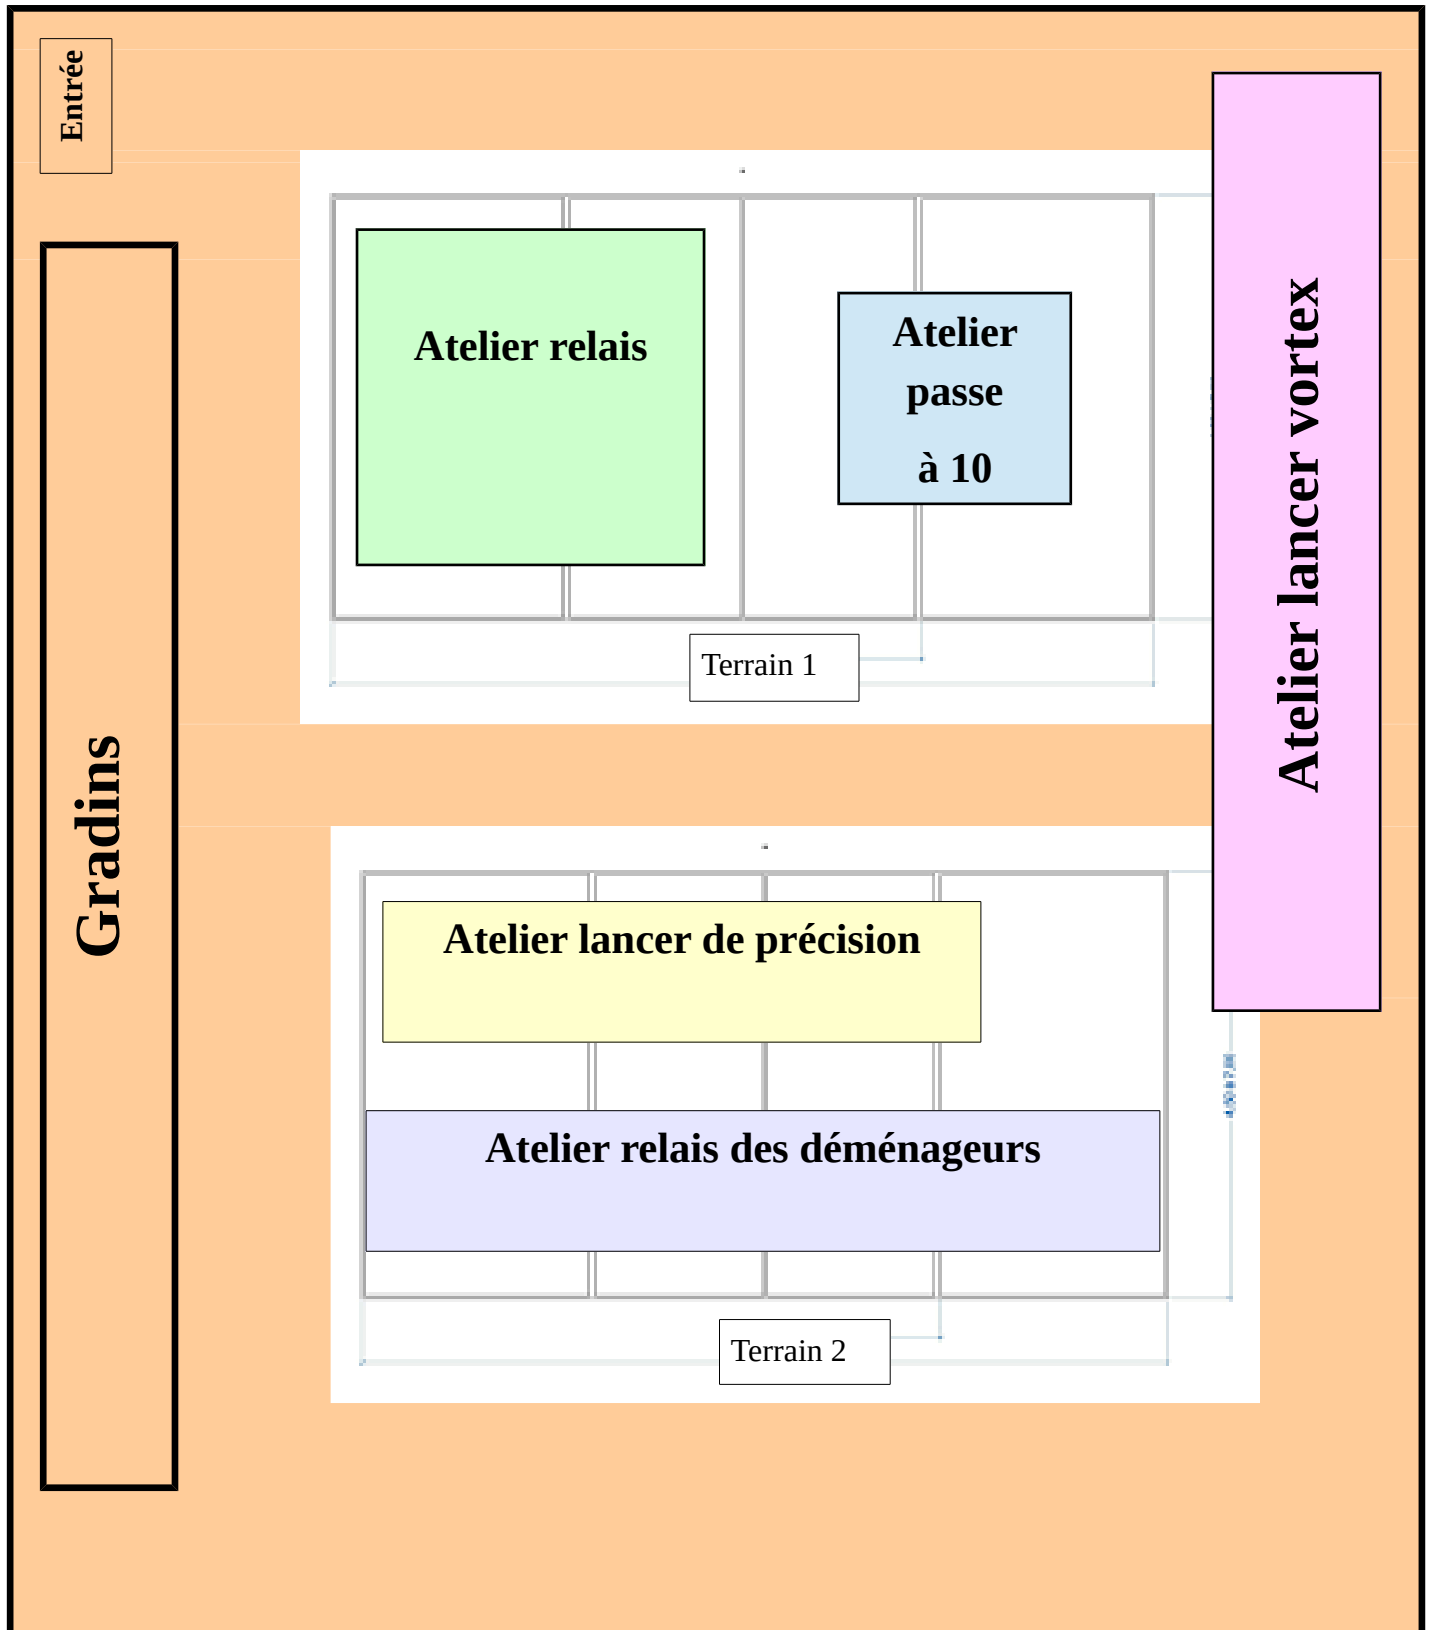 Entrée
Atelier relais
Atelier
passe
à 10
Atelier lancer vortex
Terrain 1
Gradins
Atelier lancer de précision
Atelier relais des déménageurs
Terrain 2